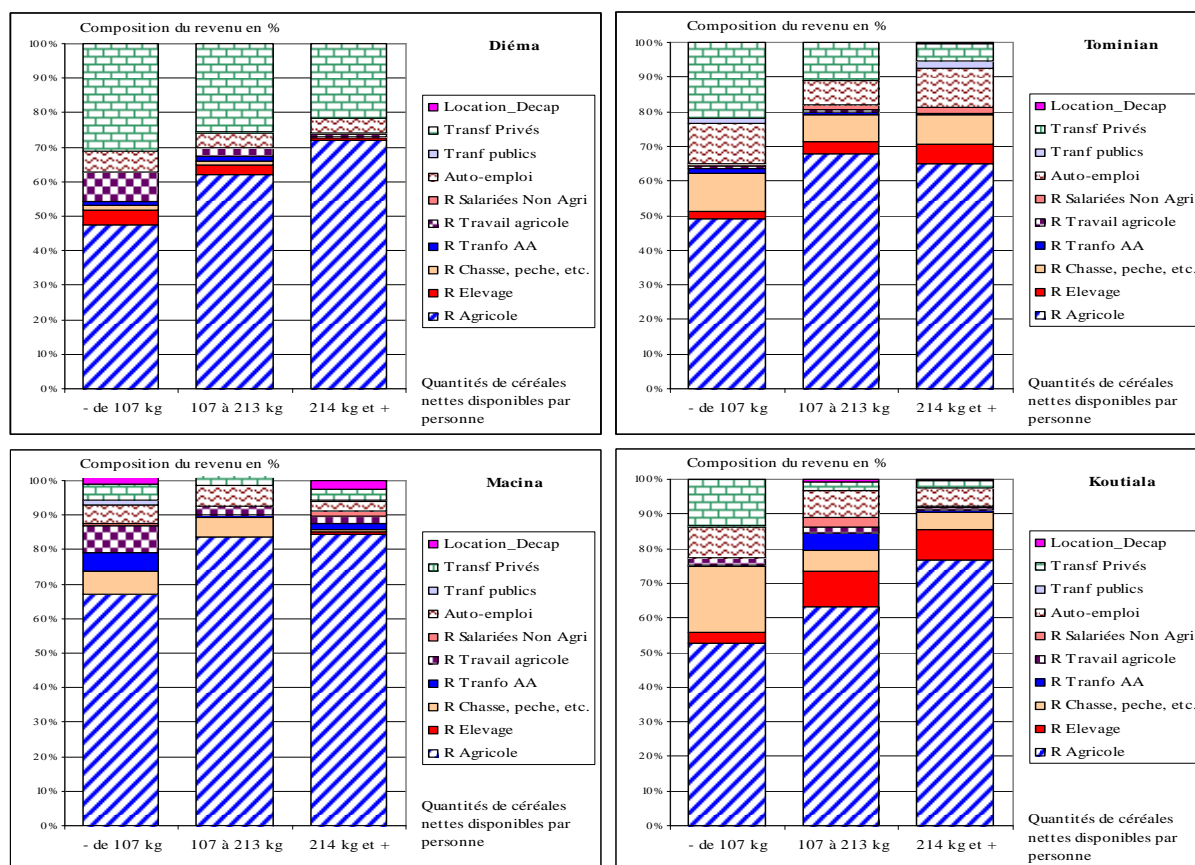 Composition du revenu en %
Diéma
100%
90%
80%
70%
60%
50%
40%
30%
20%
10%
0%
Location_Decap
Transf Privés
Tranf publics
Auto-emploi
R Salariées Non Agri
R Travail agricole
R Tranfo AA
R Chasse, peche, etc.
R Elevage
R Agricole
- de 107 kg
107 à 213 kg
214 kg et +
Quantités de céréales
nettes disponibles par
personne
Composition du revenu en %
Tominian
100%
90%
80%
70%
60%
50%
40%
30%
20%
10%
0%
Location_Decap
Transf Privés
Tranf publics
Auto-emploi
R Salariées Non Agri
R Travail agricole
R Tranfo AA
R Chasse, peche, etc.
R Elevage
R Agricole
- de 107 kg
107 à 213 kg
214 kg et +
Quantités de céréales
nettes disponibles par
personne
Composition du revenu en %
Macina
100%
90%
80%
70%
60%
50%
40%
30%
20%
10%
0%
Location_Decap
Transf Privés
Tranf publics
Auto-emploi
R Salariées Non Agri
R Travail agricole
R Tranfo AA
R Chasse, peche, etc.
R Elevage
R Agricole
- de 107 kg
107 à 213 kg
214 kg et +
Quantités de céréales
nettes disponibles par
personne
Composition du revenu en %
Koutiala
100%
90%
80%
70%
60%
50%
40%
30%
20%
10%
0%
Location_Decap
Transf Privés
Tranf publics
Auto-emploi
R Salariées Non Agri
R Travail agricole
R Tranfo AA
R Chasse, peche, etc.
R Elevage
R Agricole
- de 107 kg
107 à 213 kg
214 kg et +
Quantités de céréales
nettes disponibles par
personne